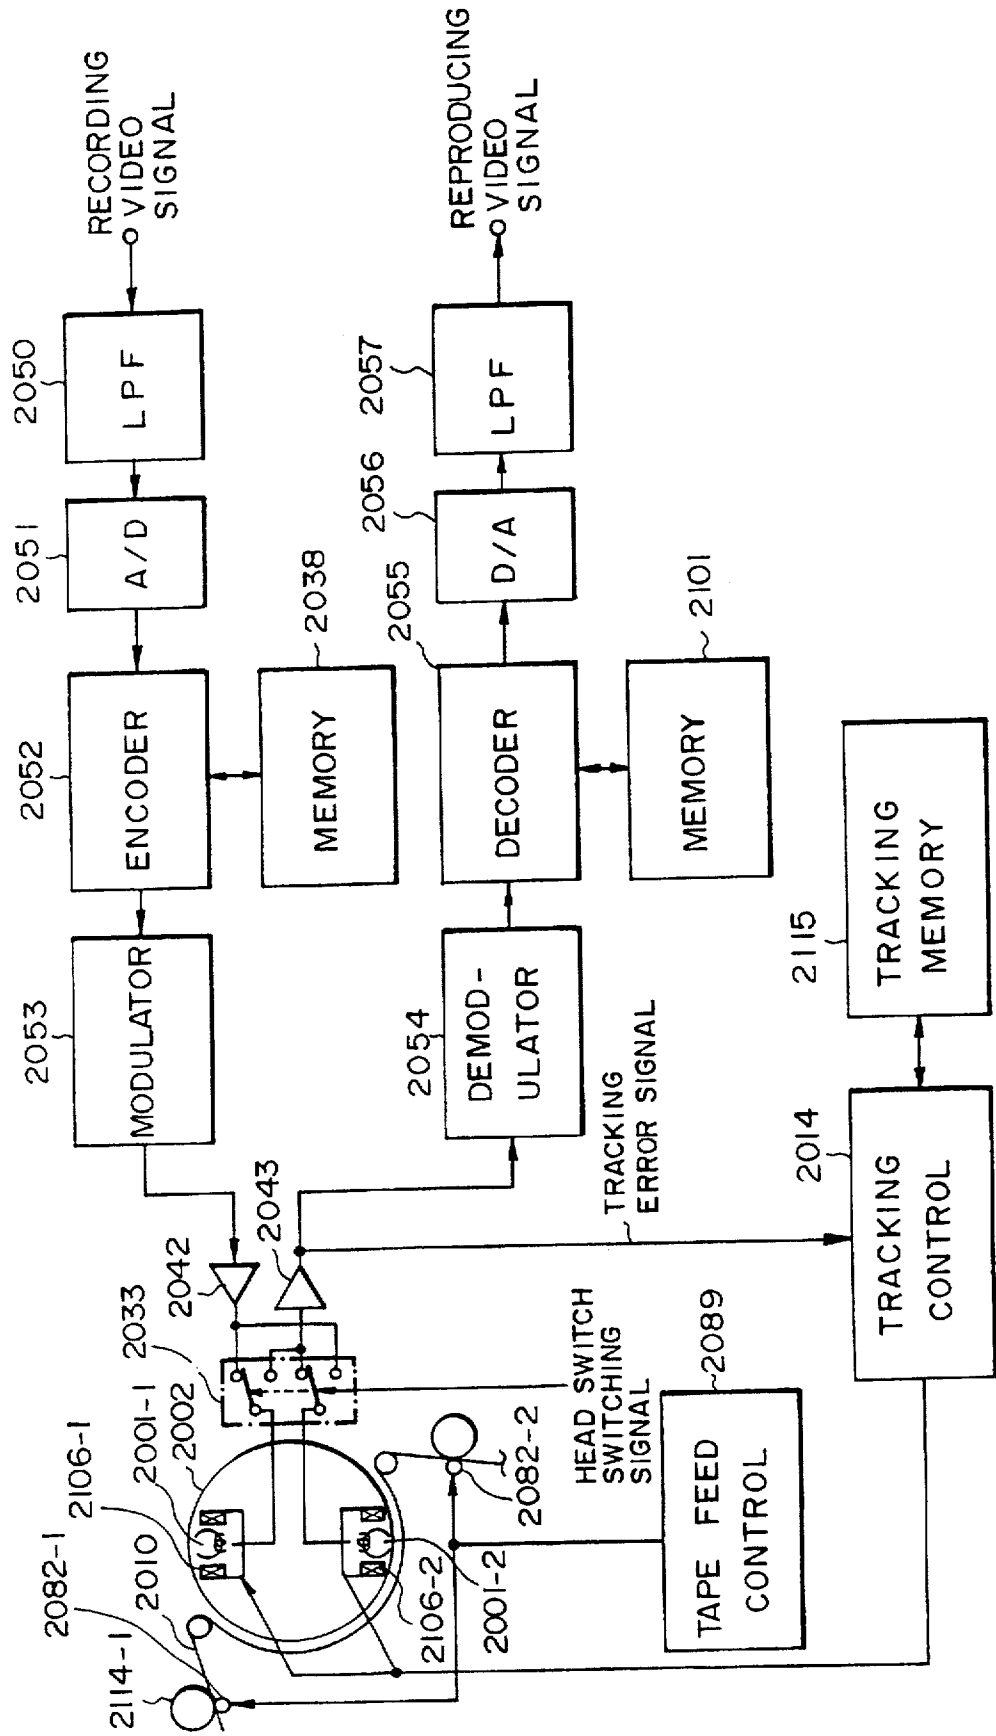 RECORDING
VIDEO
SIGNAL
2050
LPF
2051
A/D
2052
ENCODER
2038
MEMORY
2053
MODULATOR
2042
2043
2033
REPRODUCING
VIDEO
SIGNAL
2057
LPF
2056
D/A
2055
DECODER
2101
MEMORY
2054
DEMOD-
ULATOR
TRACKING
ERROR SIGNAL
2115
TRACKING
MEMORY
2014
TRACKING
CONTROL
HEAD SWITCH
SWITCHING
SIGNAL
2089
TAPE FEED
CONTROL
2002
2001-1
2106-1
2010
2082-1
2114-1
2082-2
2001-2
2106-2